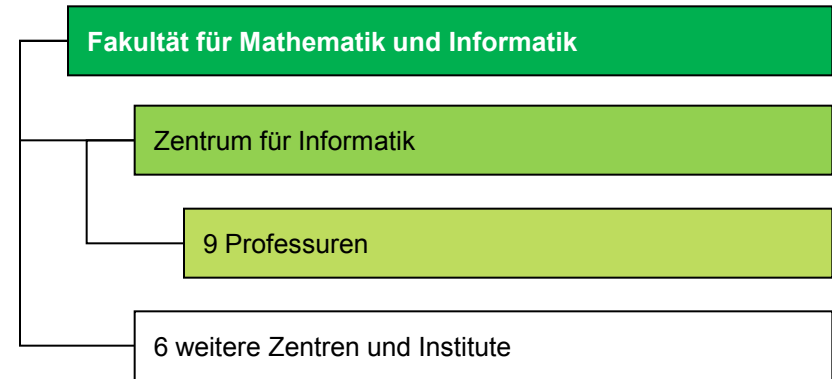 Fakultät für Mathematik und Informatik
Zentrum für Informatik
9 Professuren
6 weitere Zentren und Institute